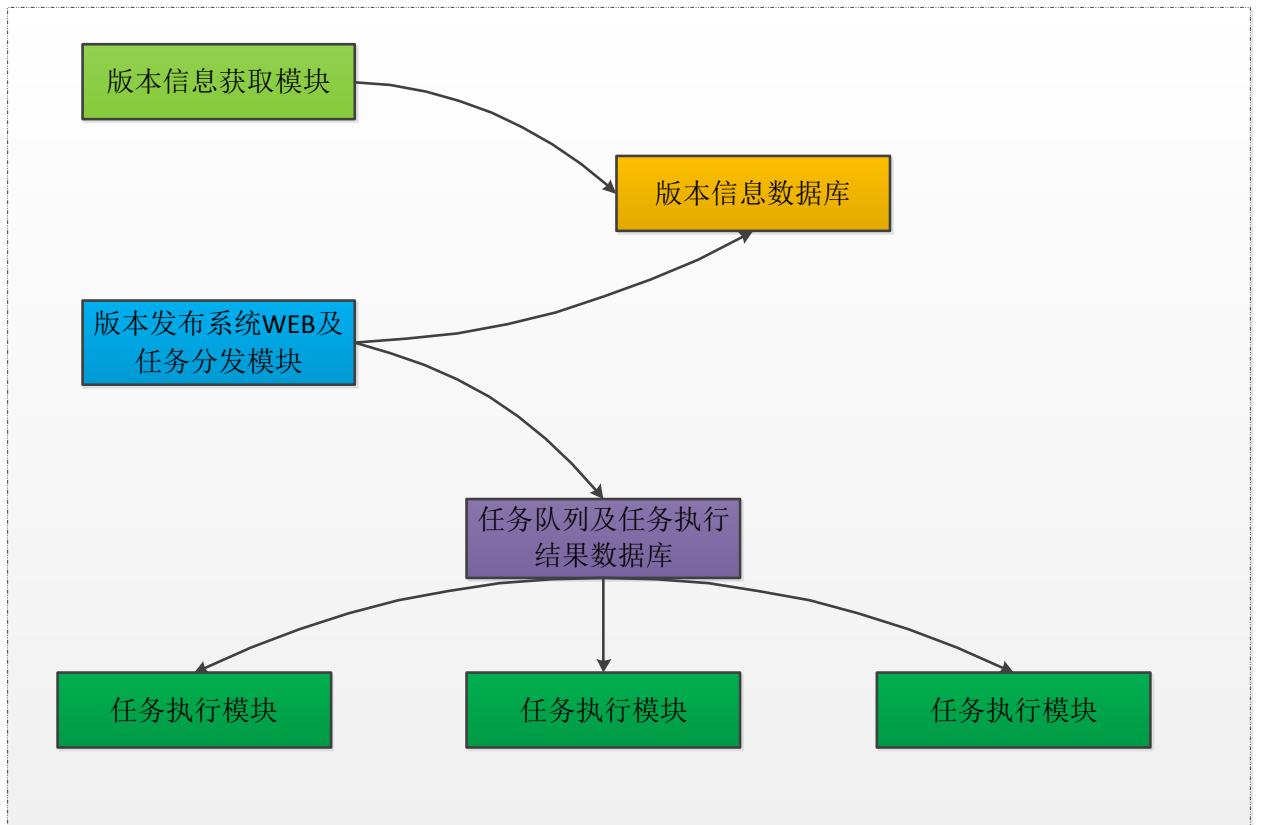 版本信息获取模块
版本信息数据库
版本发布系统WEB及
任务分发模块
任务队列及任务执行
结果数据库
任务执行模块
任务执行模块
任务执行模块